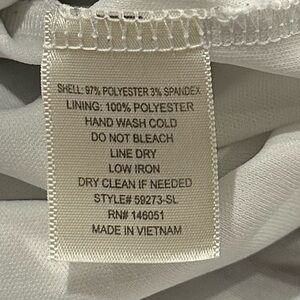 SHELL: 97% POLYESTER 3% SPANDEX
LINING: 100% POLYESTER
HAND WASH COLD
DO NOT BLEACH
LINE DRY
LOW IRON
DRY CLEAN IF NEEDED
STYLE# 59273-SL
RN# 146051
MADE IN VIETNAM